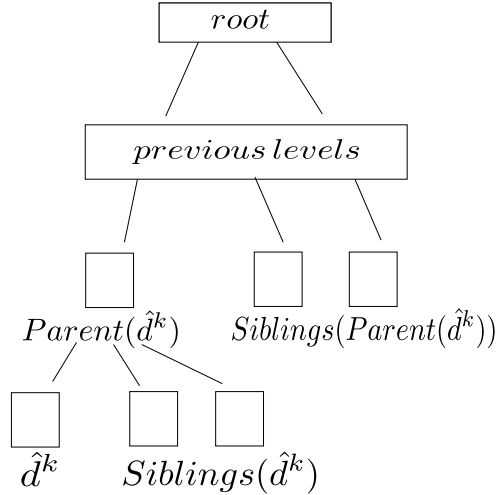 root
previous levels
Parent(d̂ᵏ) Siblings(Parent(d̂ᵏ))
d̂ᵏ Siblings(d̂ᵏ)